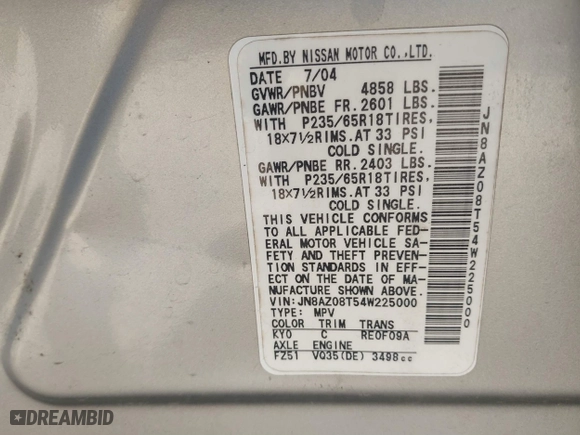 MFD.BY NISSAN MOTOR CO.,LTD.
DATE 7/04
GVWR/PNBV 4858 LBS.
GAWR/PNBE FR. 2601 LBS.
WITH P235/65R18TIRES,
18X7½RIMS.AT 33 PSI
COLD SINGLE.
GAWR/PNBE RR. 2403 LBS.
WITH P235/65R18TIRES,
18X7½RIMS.AT 33 PSI
COLD SINGLE.
THIS VEHICLE CONFORMS
TO ALL APPLICABLE FED-
ERAL MOTOR VEHICLE SA-
FETY AND THEFT PREVEN-
TION STANDARDS IN EFF-
ECT ON THE DATE OF MA-
NUFACTURE SHOWN ABOVE.
VIN:JN8AZ08T54W225000
TYPE: MPV
COLOR TRIM TRANS
KY0 C RE0F09A
AXLE ENGINE
FZ51 VQ35(DE) 3498cc
JN8AZ08T54W225000
DREAMBID